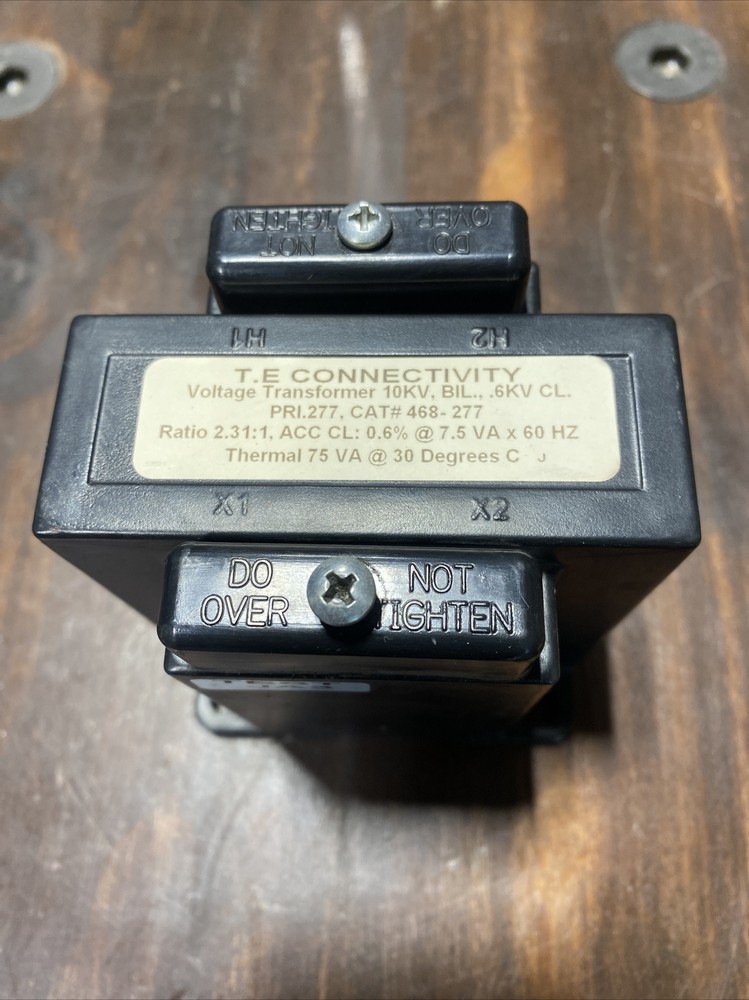 DO NOT
OVER TIGHTEN
H1 H2
T.E CONNECTIVITY
Voltage Transformer 10KV, BIL., .6KV CL.
PRI.277, CAT# 468- 277
Ratio 2.31:1, ACC CL: 0.6% @ 7.5 VA x 60 HZ
Thermal 75 VA @ 30 Degrees C
X1 X2
DO NOT
OVER TIGHTEN